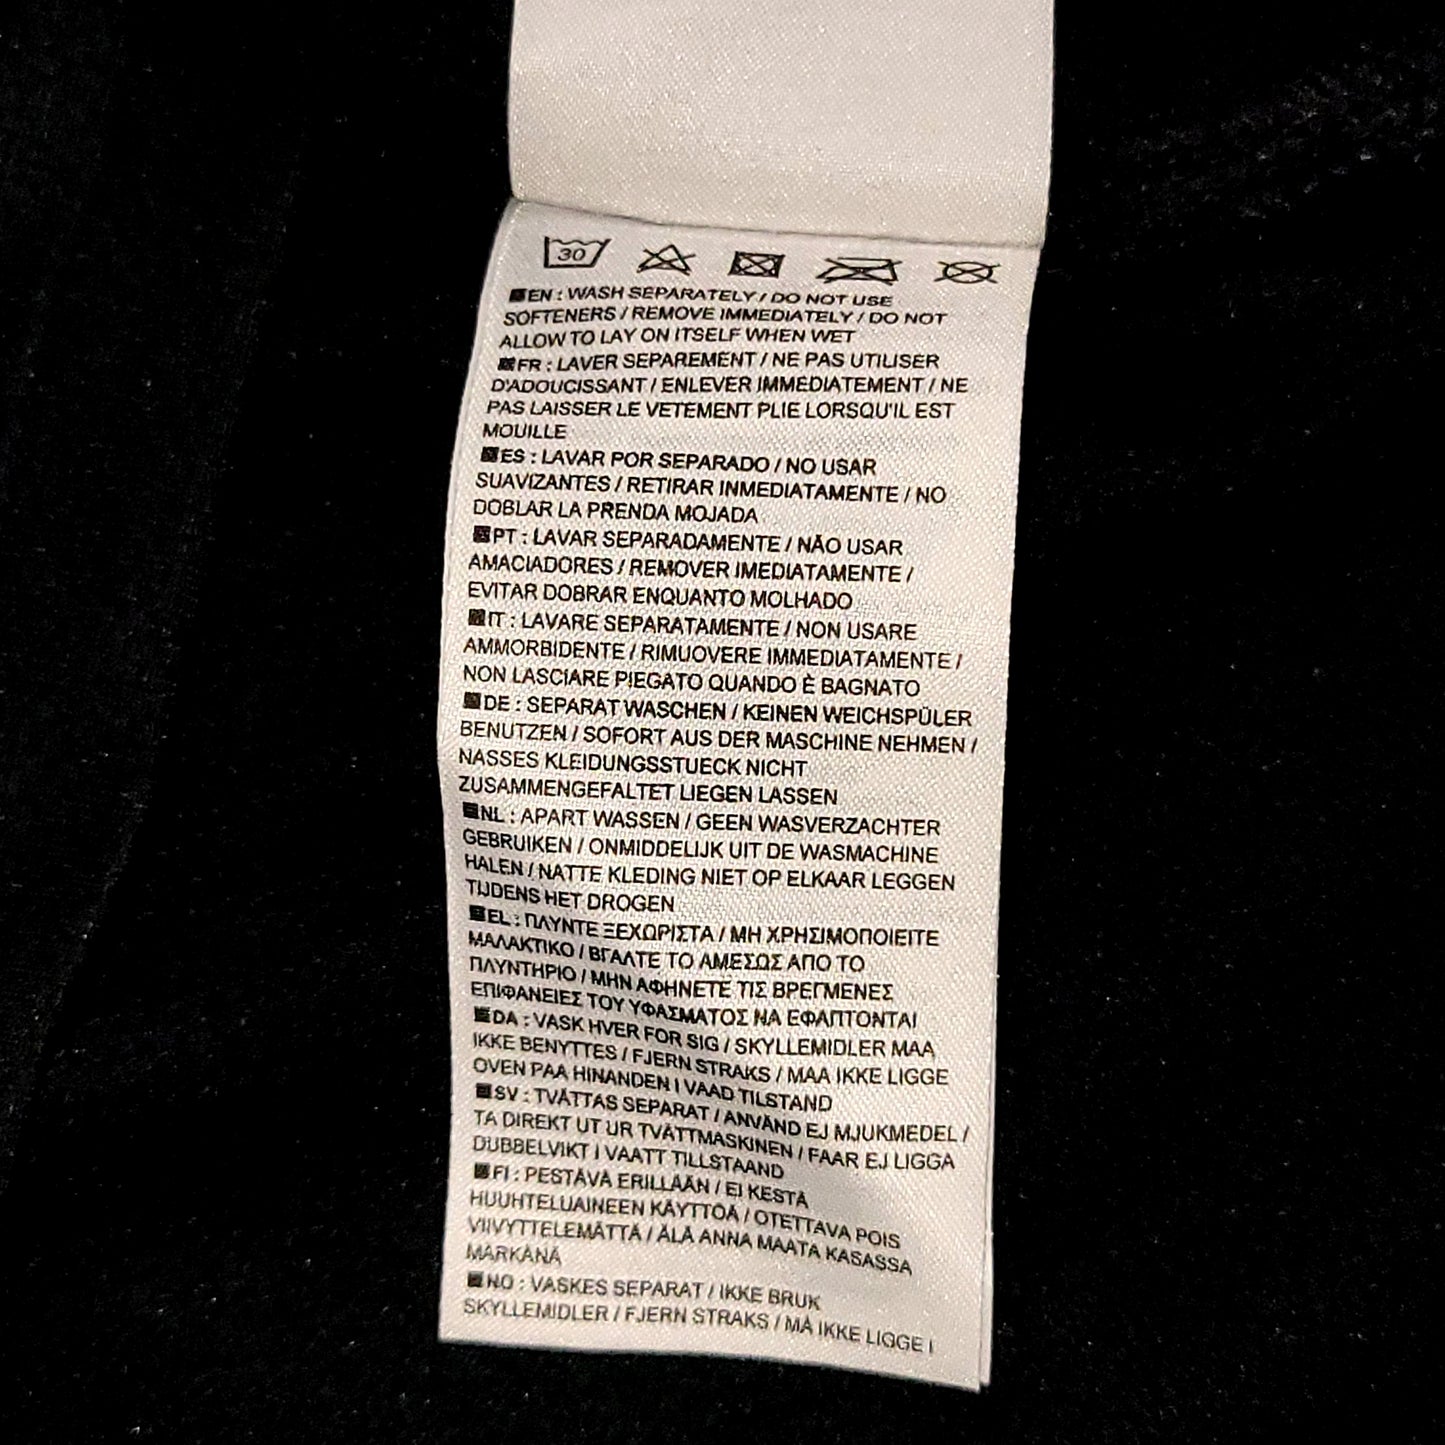 30
EN : WASH SEPARATELY / DO NOT USE
SOFTENERS / REMOVE IMMEDIATELY / DO NOT
ALLOW TO LAY ON ITSELF WHEN WET
FR : LAVER SEPAREMENT / NE PAS UTILISER
D'ADOUCISSANT / ENLEVER IMMEDIATEMENT / NE
PAS LAISSER LE VETEMENT PLIE LORSQU'IL EST
MOUILLE
ES : LAVAR POR SEPARADO / NO USAR
SUAVIZANTES / RETIRAR INMEDIATAMENTE / NO
DOBLAR LA PRENDA MOJADA
PT : LAVAR SEPARADAMENTE / NÃO USAR
AMACIADORES / REMOVER IMEDIATAMENTE /
EVITAR DOBRAR ENQUANTO MOLHADO
IT : LAVARE SEPARATAMENTE / NON USARE
AMMORBIDENTE / RIMUOVERE IMMEDIATAMENTE /
NON LASCIARE PIEGATO QUANDO È BAGNATO
DE : SEPARAT WASCHEN / KEINEN WEICHSPÜLER
BENUTZEN / SOFORT AUS DER MASCHINE NEHMEN /
NASSES KLEIDUNGSSTUECK NICHT
ZUSAMMENGEFALTET LIEGEN LASSEN
NL : APART WASSEN / GEEN WASVERZACHTER
GEBRUIKEN / ONMIDDELIJK UIT DE WASMACHINE
HALEN / NATTE KLEDING NIET OP ELKAAR LEGGEN
TIJDENS HET DROGEN
EL : ΠΛΥΝΤΕ ΞΕΧΩΡΙΣΤΑ / ΜΗ ΧΡΗΣΙΜΟΠΟΙΕΙΤΕ
ΜΑΛΑΚΤΙΚΟ / ΒΓΑΛΤΕ ΤΟ ΑΜΕΣΩΣ ΑΠΟ ΤΟ
ΠΛΥΝΤΗΡΙΟ / ΜΗΝ ΑΦΗΝΕΤΕ ΤΙΣ ΒΡΕΓΜΕΝΕΣ
ΕΠΙΦΑΝΕΙΕΣ ΤΟΥ ΥΦΑΣΜΑΤΟΣ ΝΑ ΕΦΑΠΤΟΝΤΑΙ
DA : VASK HVER FOR SIG / SKYLLEMIDLER MAA
IKKE BENYTTES / FJERN STRAKS / MAA IKKE LIGGE
OVEN PAA HINANDEN I VAAD TILSTAND
SV : TVÄTTAS SEPARAT / ANVÄND EJ MJUKMEDEL /
TA DIREKT UT UR TVÄTTMASKINEN / FAAR EJ LIGGA
DUBBELVIKT I VAATT TILLSTAAND
FI : PESTÄVÄ ERILLÄÄN / EI KESTÄ
HUUHTELUAINEEN KÄYTTÖÄ / OTETTAVA POIS
VIIVYTTELEMÄTTÄ / ÄLÄ ANNA MAATA KASASSA
MÄRKÄNÄ
NO : VASKES SEPARAT / IKKE BRUK
SKYLLEMIDLER / FJERN STRAKS / MÅ IKKE LIGGE I